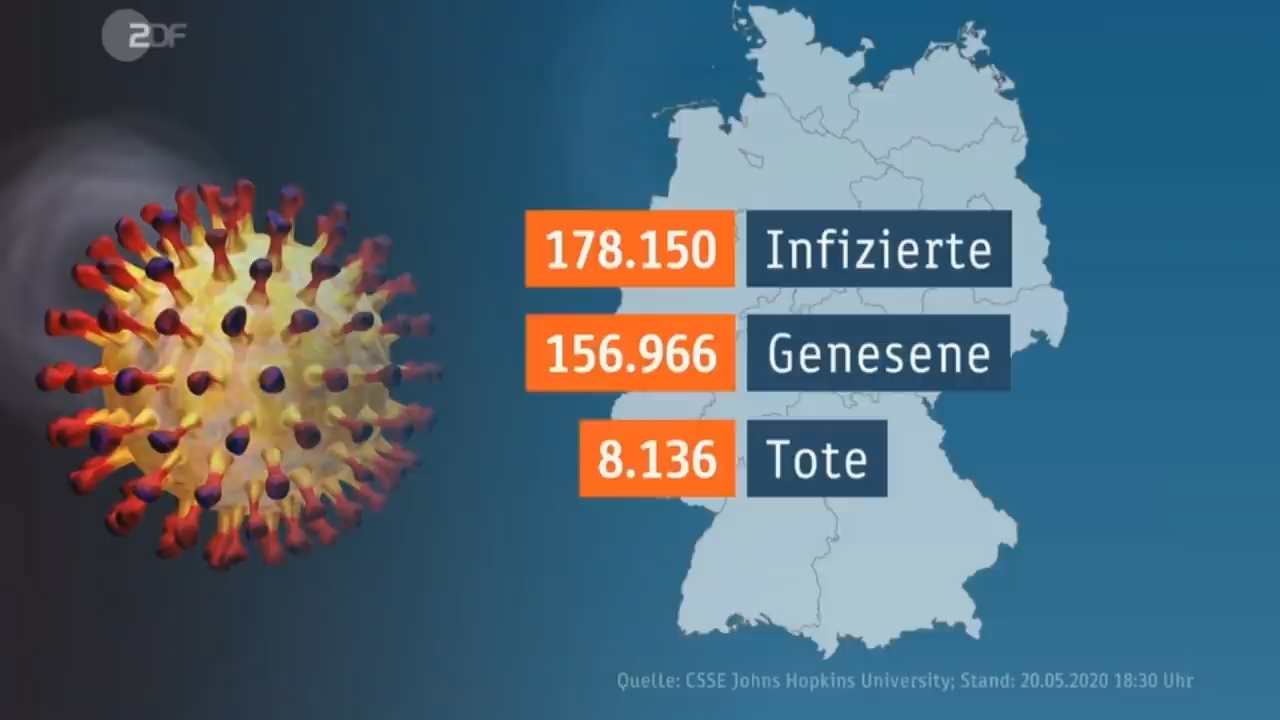 ZDF
178.150 Infizierte
156.966 Genesene
8.136 Tote
Quelle: CSSE Johns Hopkins University; Stand: 20.05.2020 18:30 Uhr